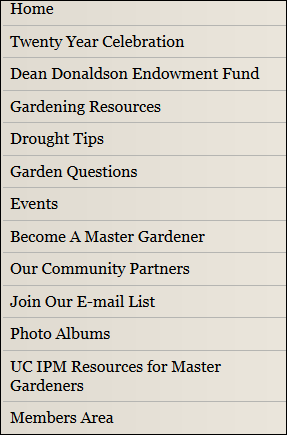 Home
Twenty Year Celebration
Dean Donaldson Endowment Fund
Gardening Resources
Drought Tips
Garden Questions
Events
Become A Master Gardener
Our Community Partners
Join Our E-mail List
Photo Albums
UC IPM Resources for Master
Gardeners
Members Area